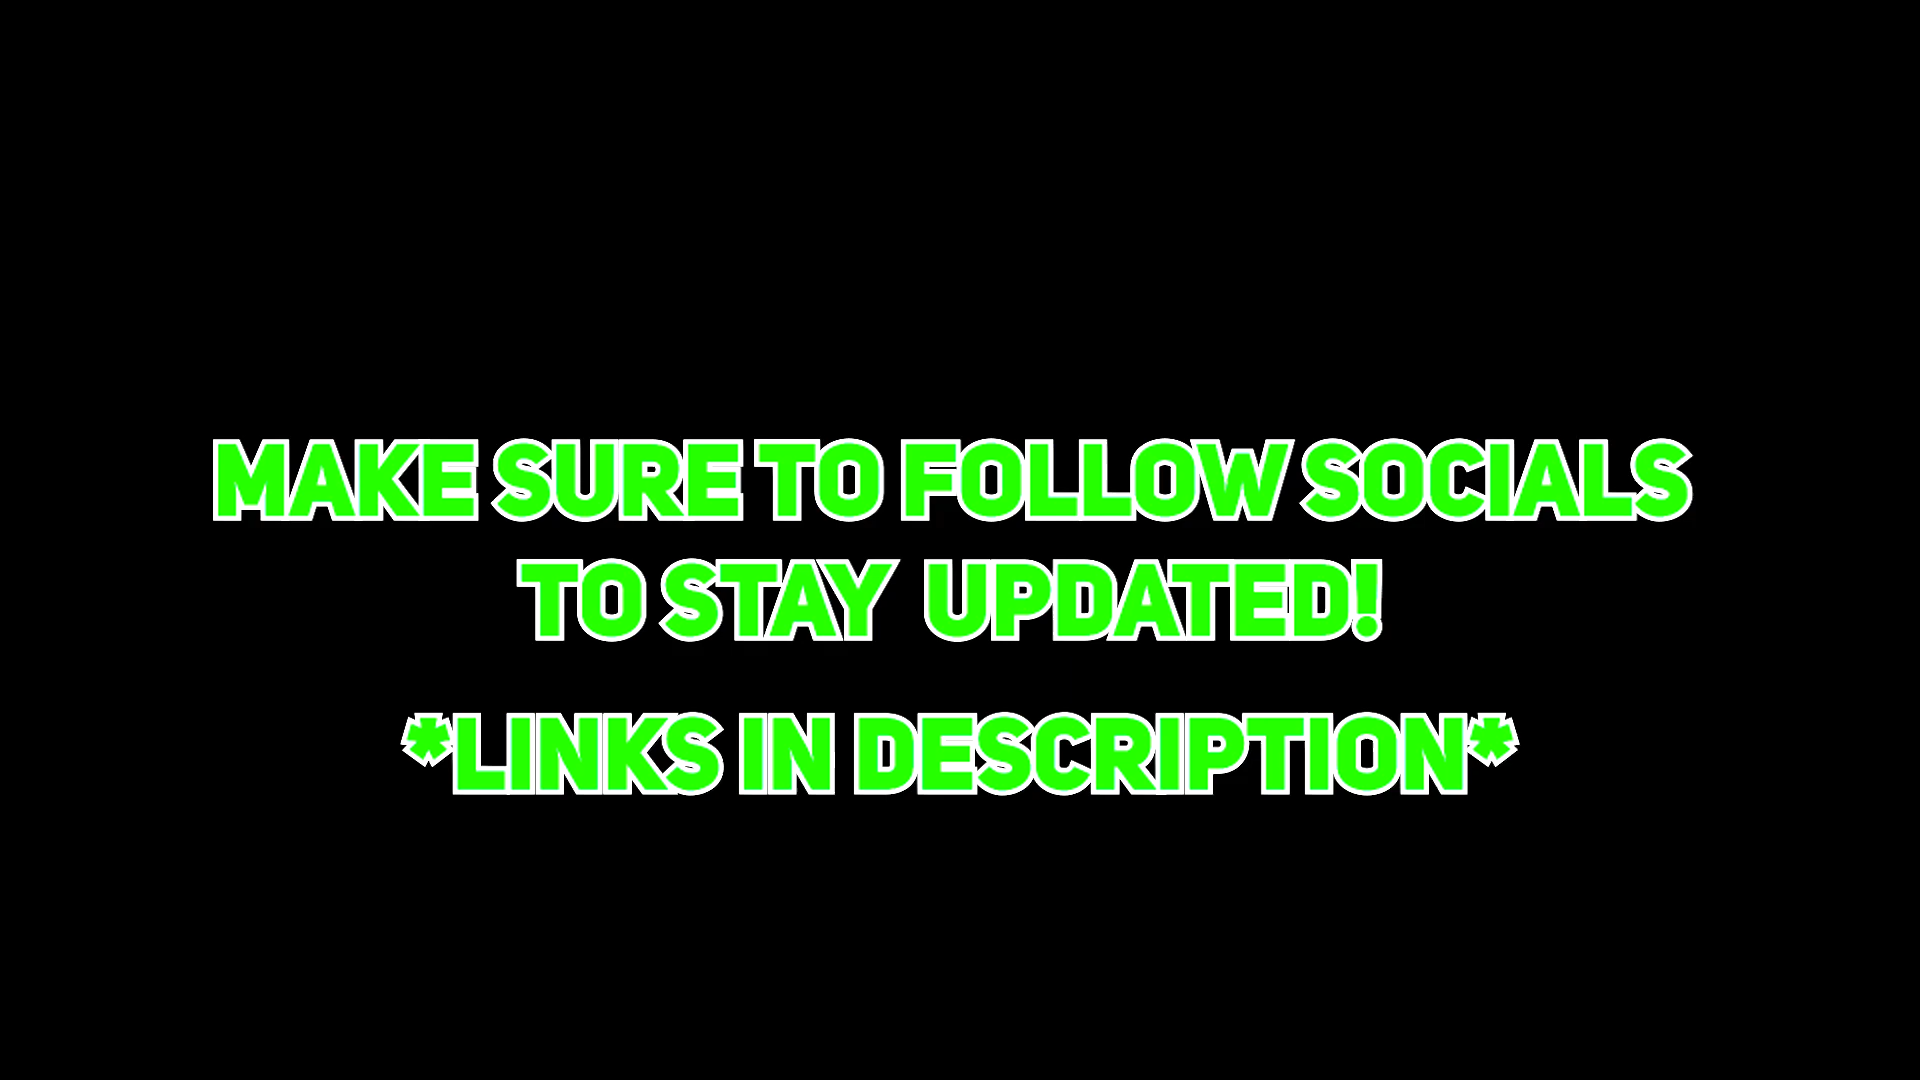 MAKE SURE TO FOLLOW SOCIALS
TO STAY UPDATED!
*LINKS IN DESCRIPTION*